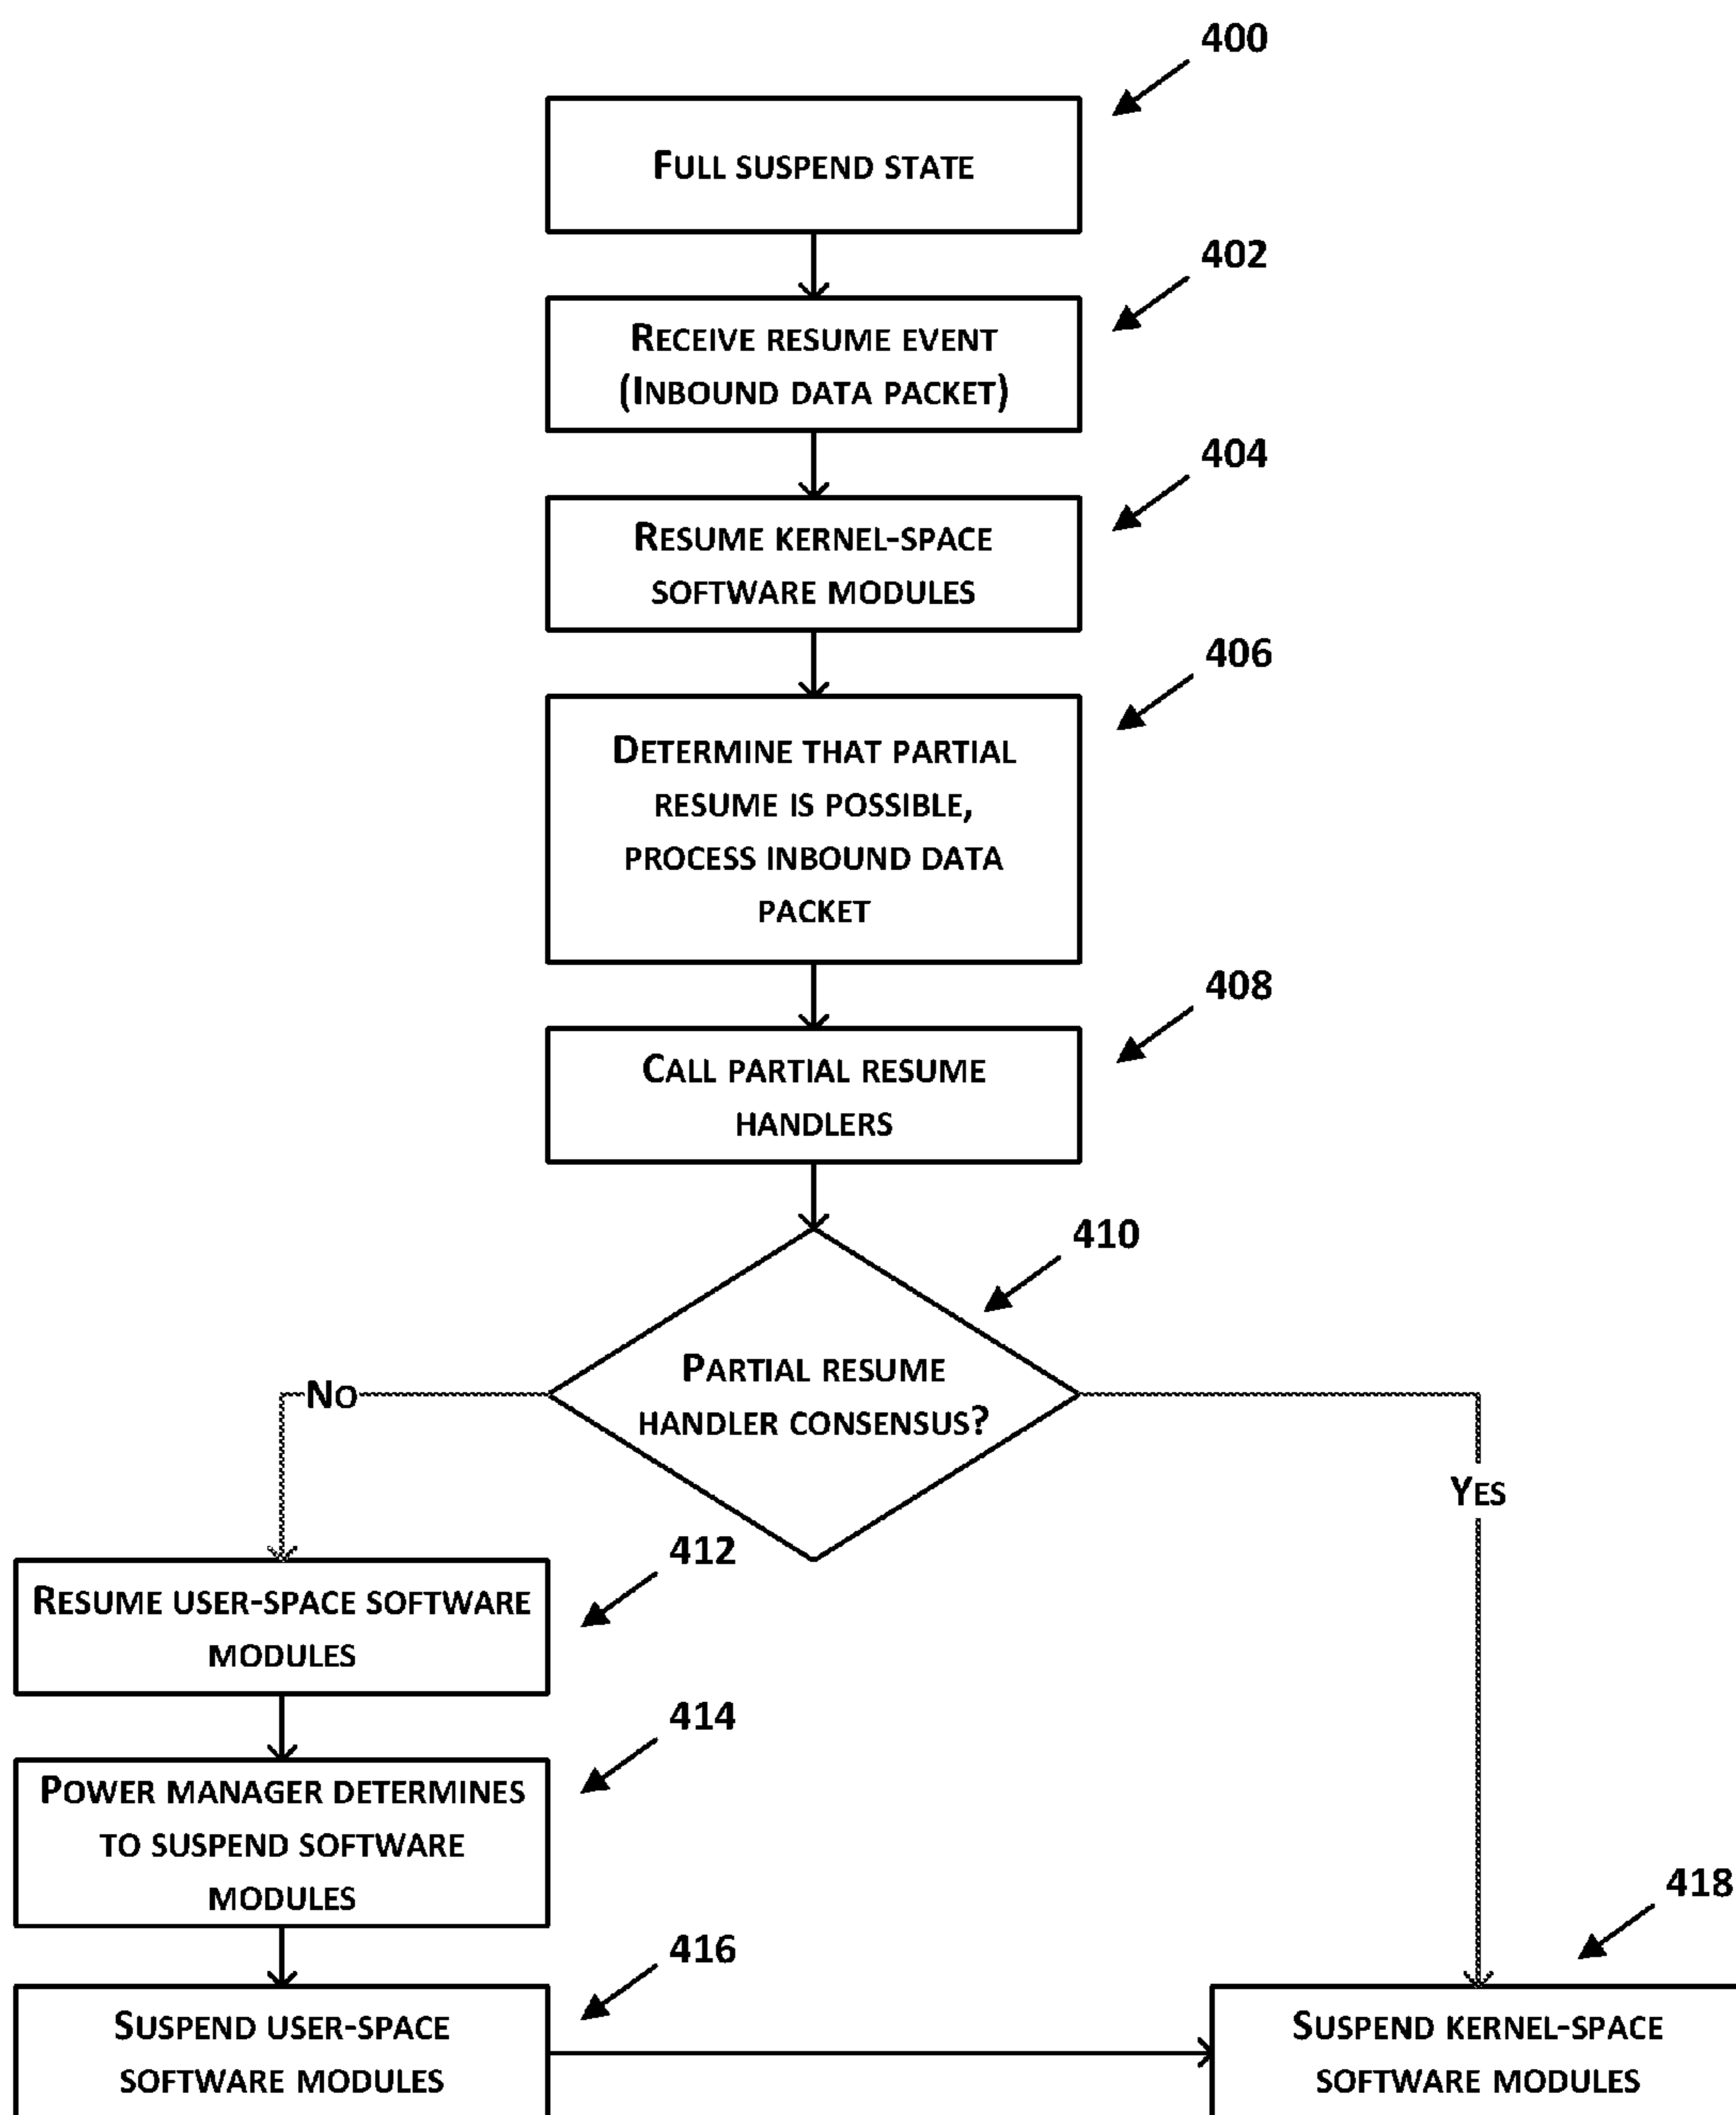 400
FULL SUSPEND STATE
402
RECEIVE RESUME EVENT
(INBOUND DATA PACKET)
404
RESUME KERNEL-SPACE
SOFTWARE MODULES
406
DETERMINE THAT PARTIAL
RESUME IS POSSIBLE,
PROCESS INBOUND DATA
PACKET
408
CALL PARTIAL RESUME
HANDLERS
410
PARTIAL RESUME
HANDLER CONSENSUS?
NO
YES
412
RESUME USER-SPACE SOFTWARE
MODULES
414
POWER MANAGER DETERMINES
TO SUSPEND SOFTWARE
MODULES
416
SUSPEND USER-SPACE
SOFTWARE MODULES
418
SUSPEND KERNEL-SPACE
SOFTWARE MODULES